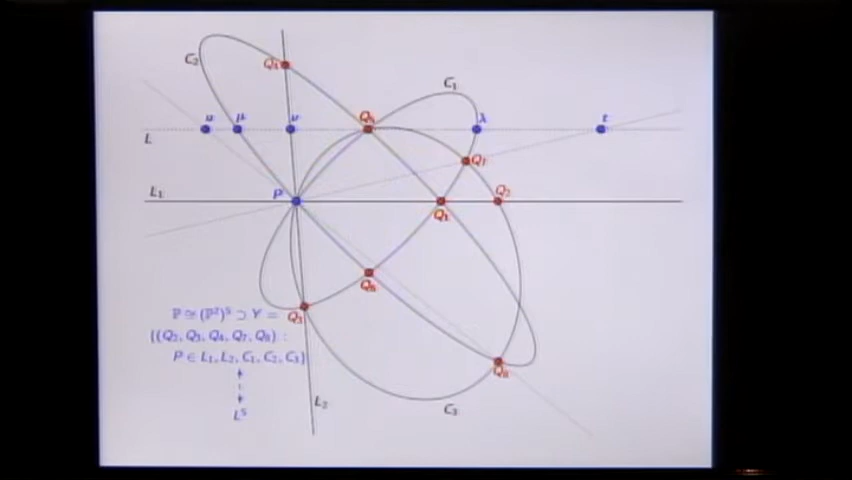 Q₄
C₂
C₁
u
μ
ν
Q₅
λ
t
L
Q₇
L₁
P
Q₁
Q₂
Q₆
Q₃
ℙ ≅ (ℙ²)⁵ ⊃ Y =
{(Q₂, Q₃, Q₄, Q₇, Q₈) :
P ∈ L₁, L₂, C₁, C₂, C₃}
Q₈
L₂
C₃
L⁵